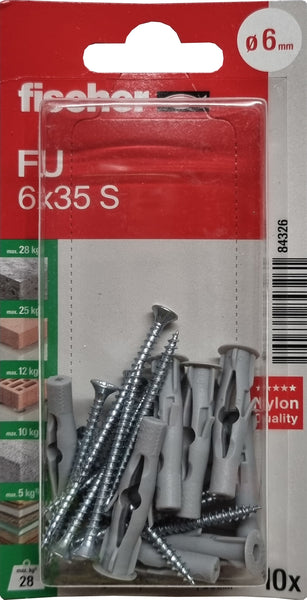 ø 6 mm
fischer
FU
6x35 S
max. 28 kg
84326
max. 25 kg
max. 12 kg
max. 10 kg
max. 5 kg
Nylon
Quality
max. kg
28
10x